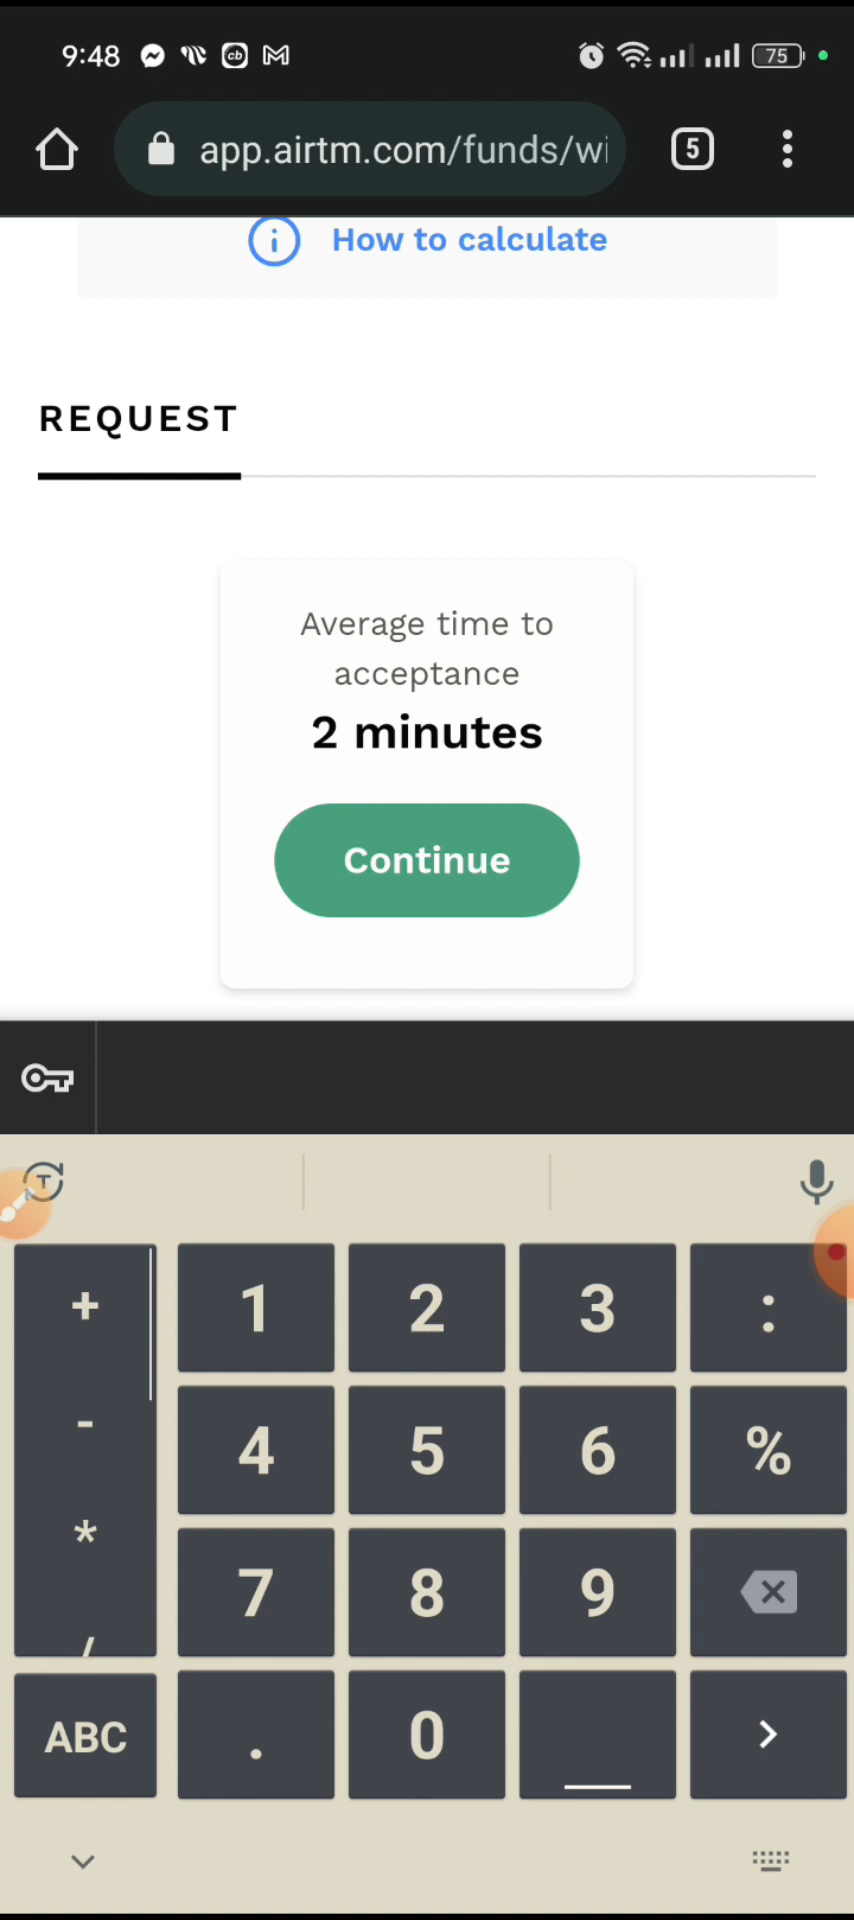 9:48
75
app.airtm.com/funds/wi
5
How to calculate
REQUEST
Average time to
acceptance
2 minutes
Continue
+ 1 2 3 :
- 4 5 6 %
* 7 8 9
/
ABC . 0 >